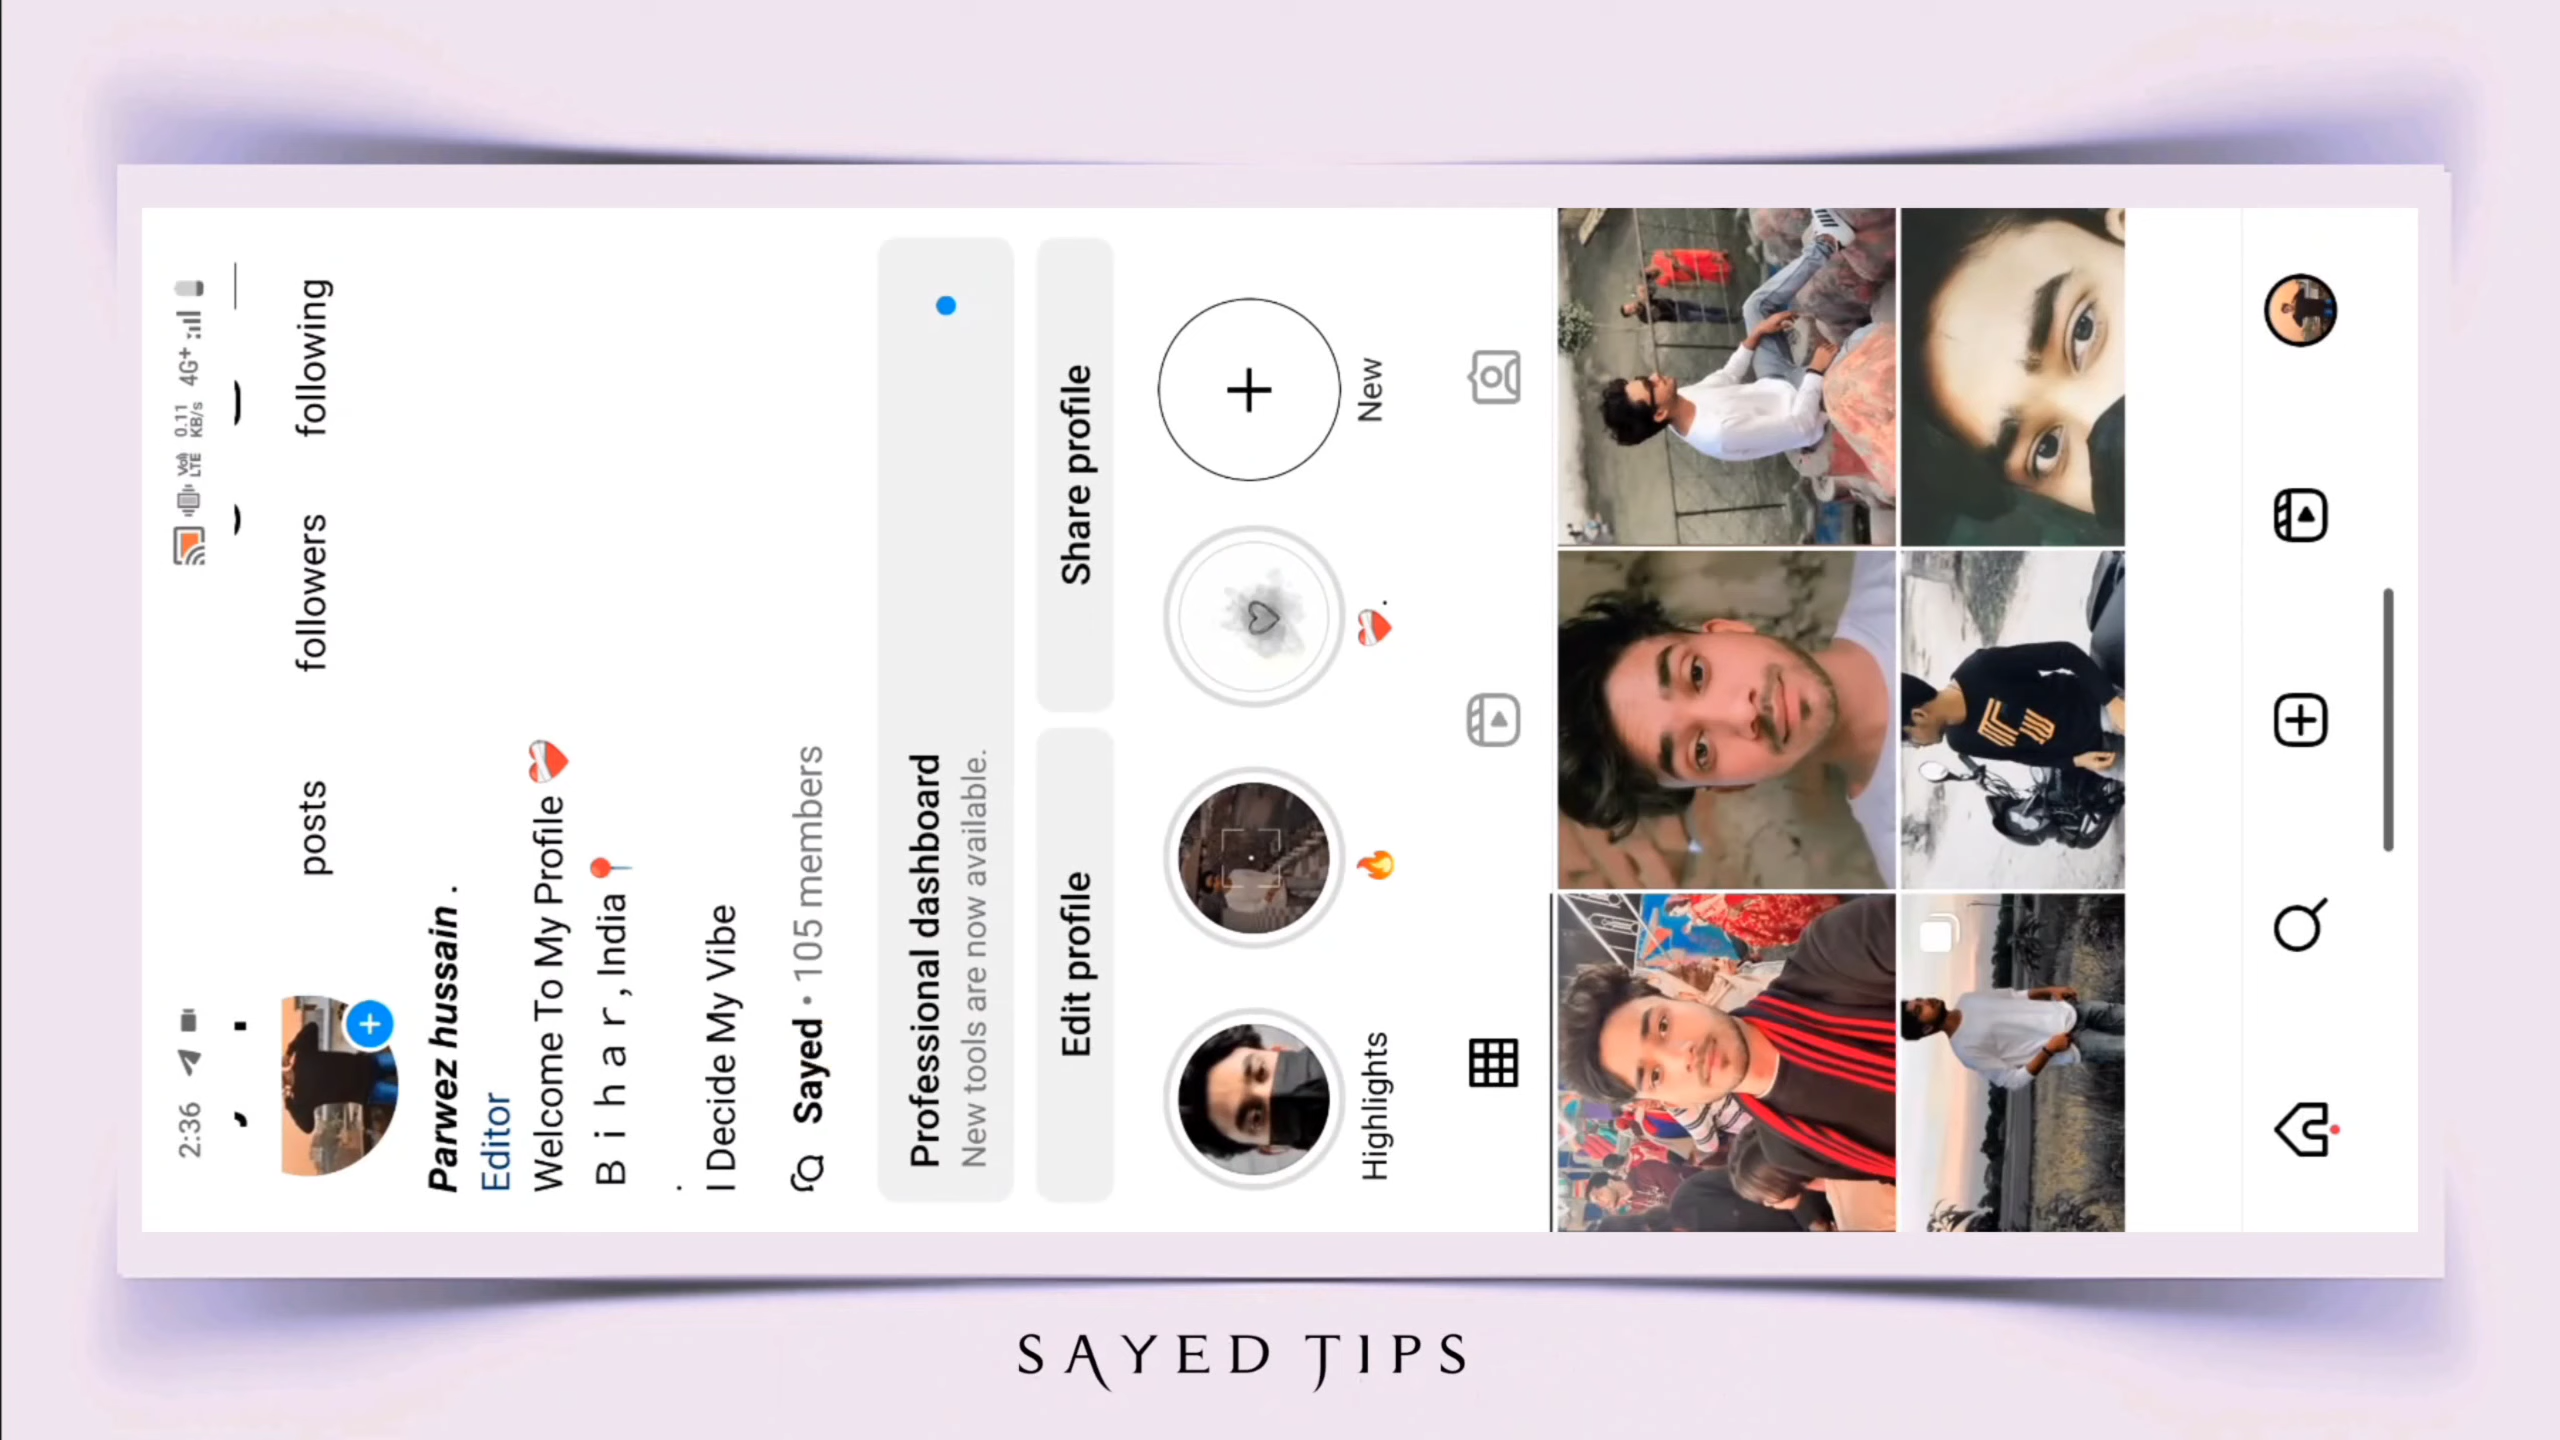 2:36
Vo)) LTE 0.11 KB/s 4G+
posts followers following
Parwez hussain .
Editor
Welcome To My Profile ❤️‍🩹
B i h a r , India📍
.
I Decide My Vibe
Sayed • 105 members
Professional dashboard
New tools are now available.
Edit profile Share profile
Highlights 🔥 ❤️‍🩹. New
SAYED TIPS